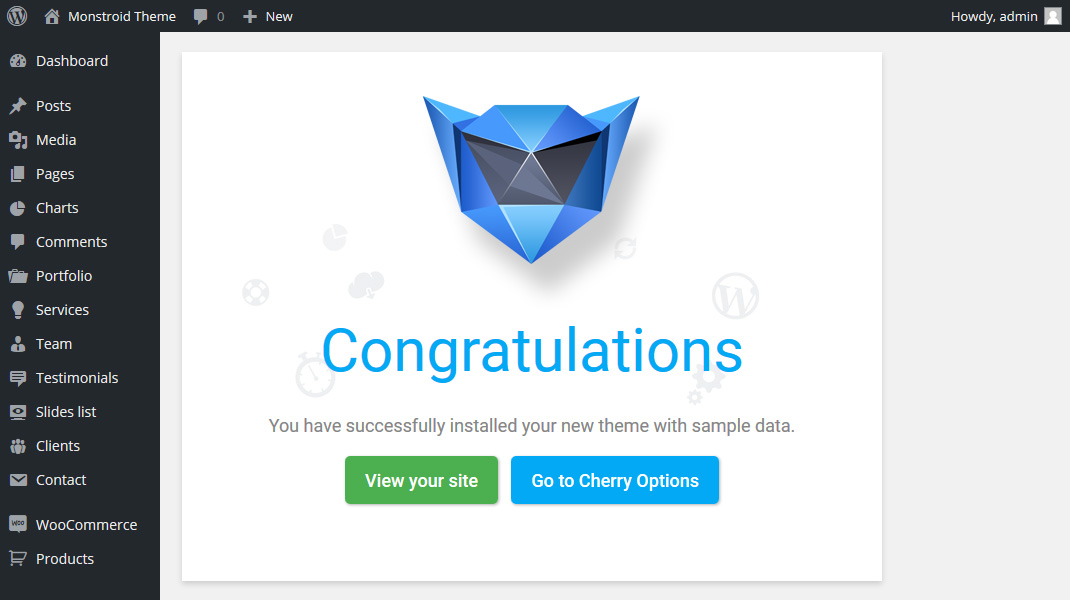 Monstroid Theme 0 New Howdy, admin
Dashboard
Posts
Media
Pages
Charts
Comments
Portfolio
Services
Team
Testimonials
Slides list
Clients
Contact
WOO WooCommerce
Products
Congratulations
You have successfully installed your new theme with sample data.
View your site Go to Cherry Options